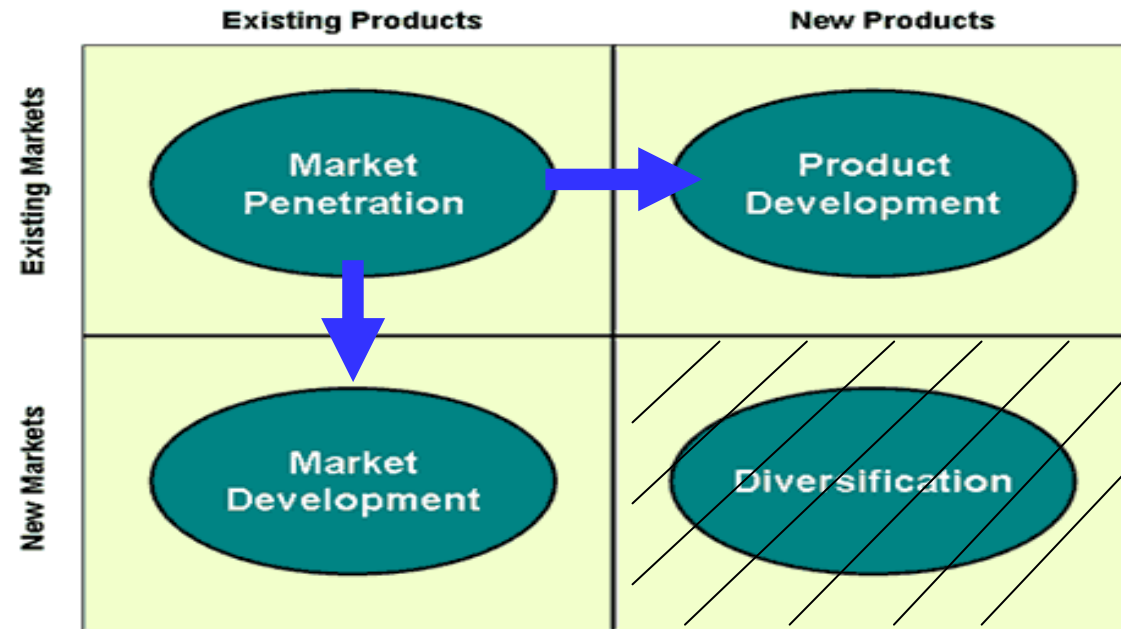 Existing Products
New Products
Existing Markets
Market
Penetration
Product
Development
New Markets
Market
Development
Diversification